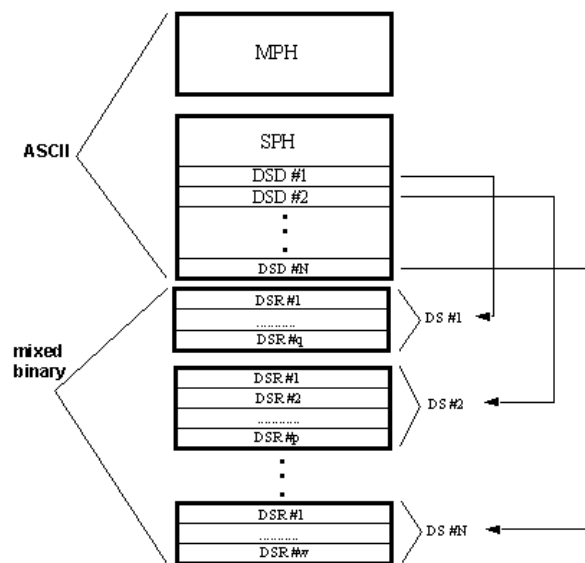 MPH
ASCII
SPH
DSD #1
DSD #2
DSD #N
DSR #1
...........
DSR #q
DS #1
mixed
binary
DSR #1
DSR #2
...........
DSR #p
DS #2
DSR #1
...........
DSR #w
DS #N